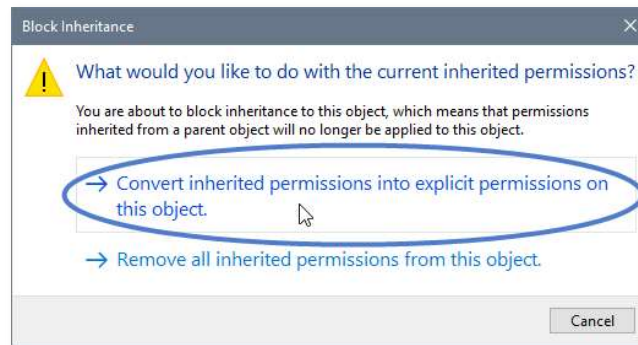 Block Inheritance
What would you like to do with the current inherited permissions?
You are about to block inheritance to this object, which means that permissions
inherited from a parent object will no longer be applied to this object.
Convert inherited permissions into explicit permissions on
this object.
Remove all inherited permissions from this object.
Cancel